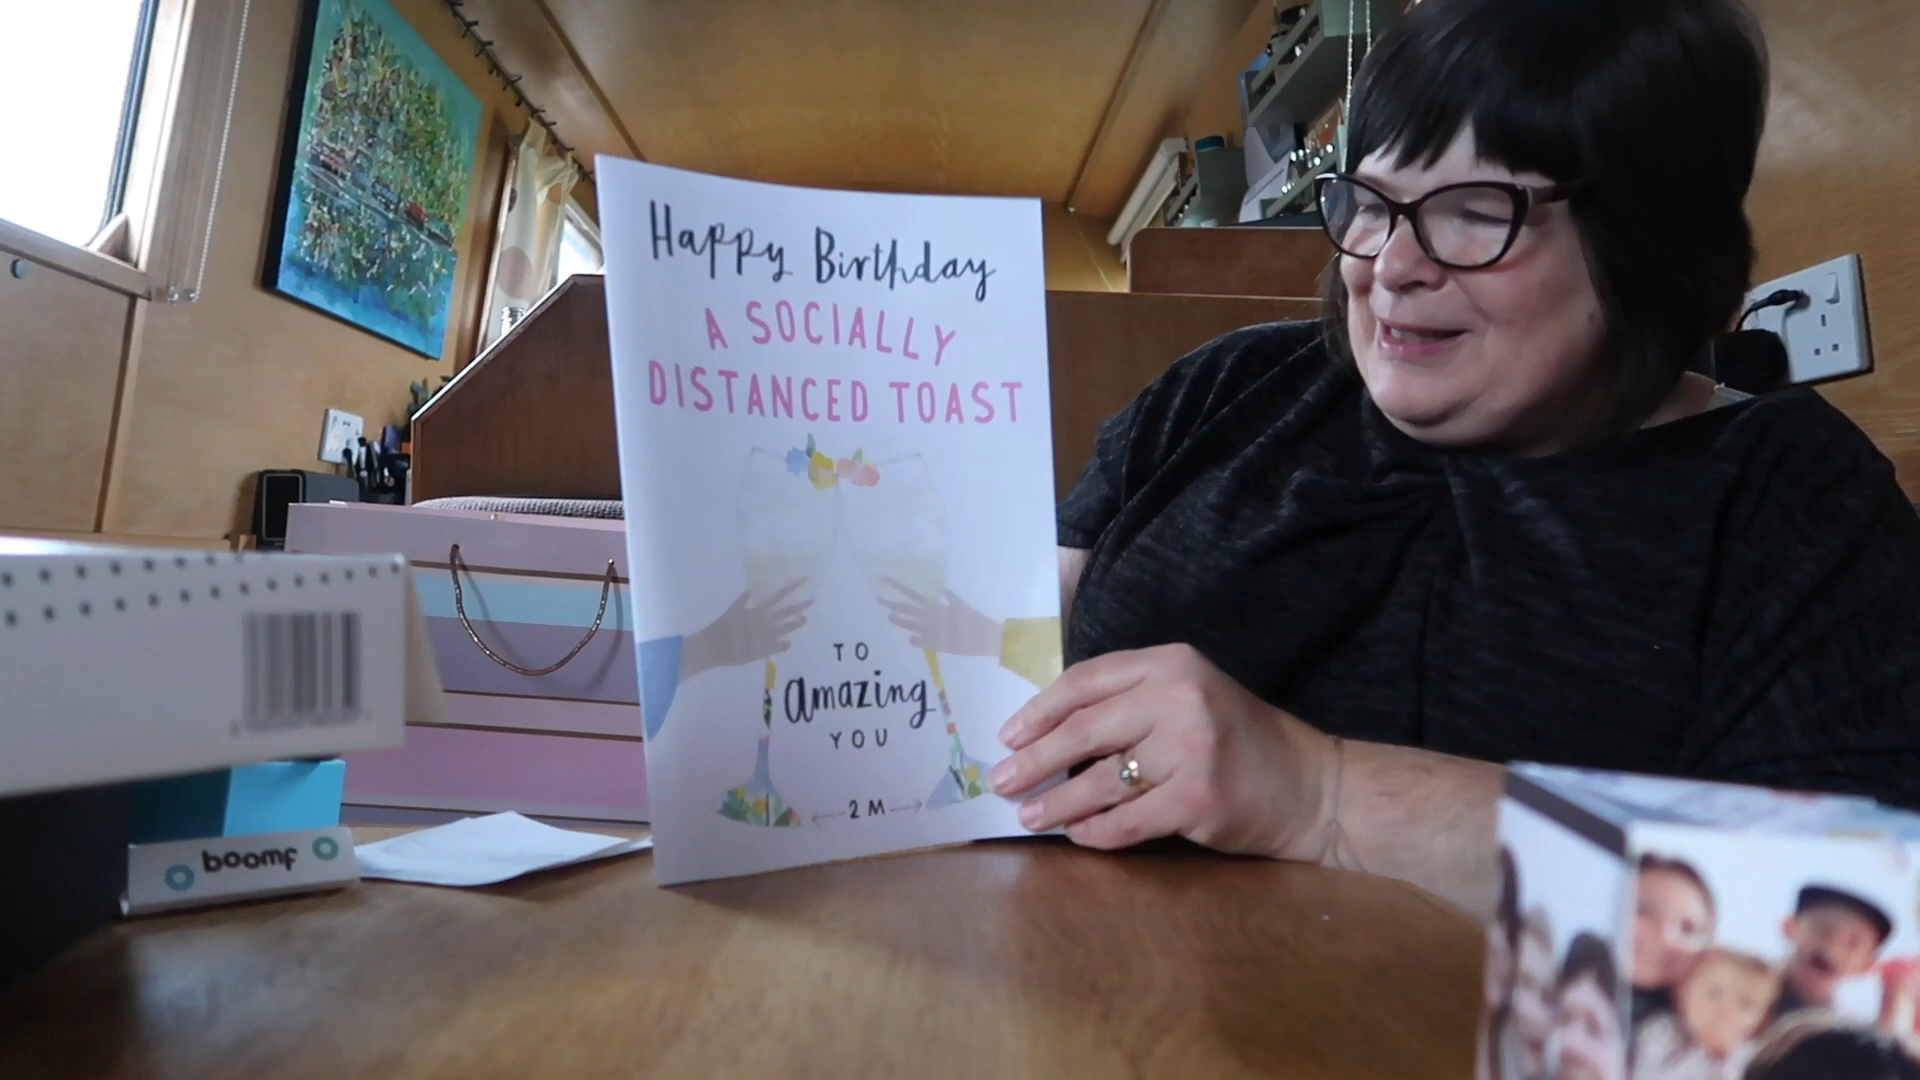 Happy Birthday
A SOCIALLY
DISTANCED TOAST
TO
amazing
YOU
2 M
boomf